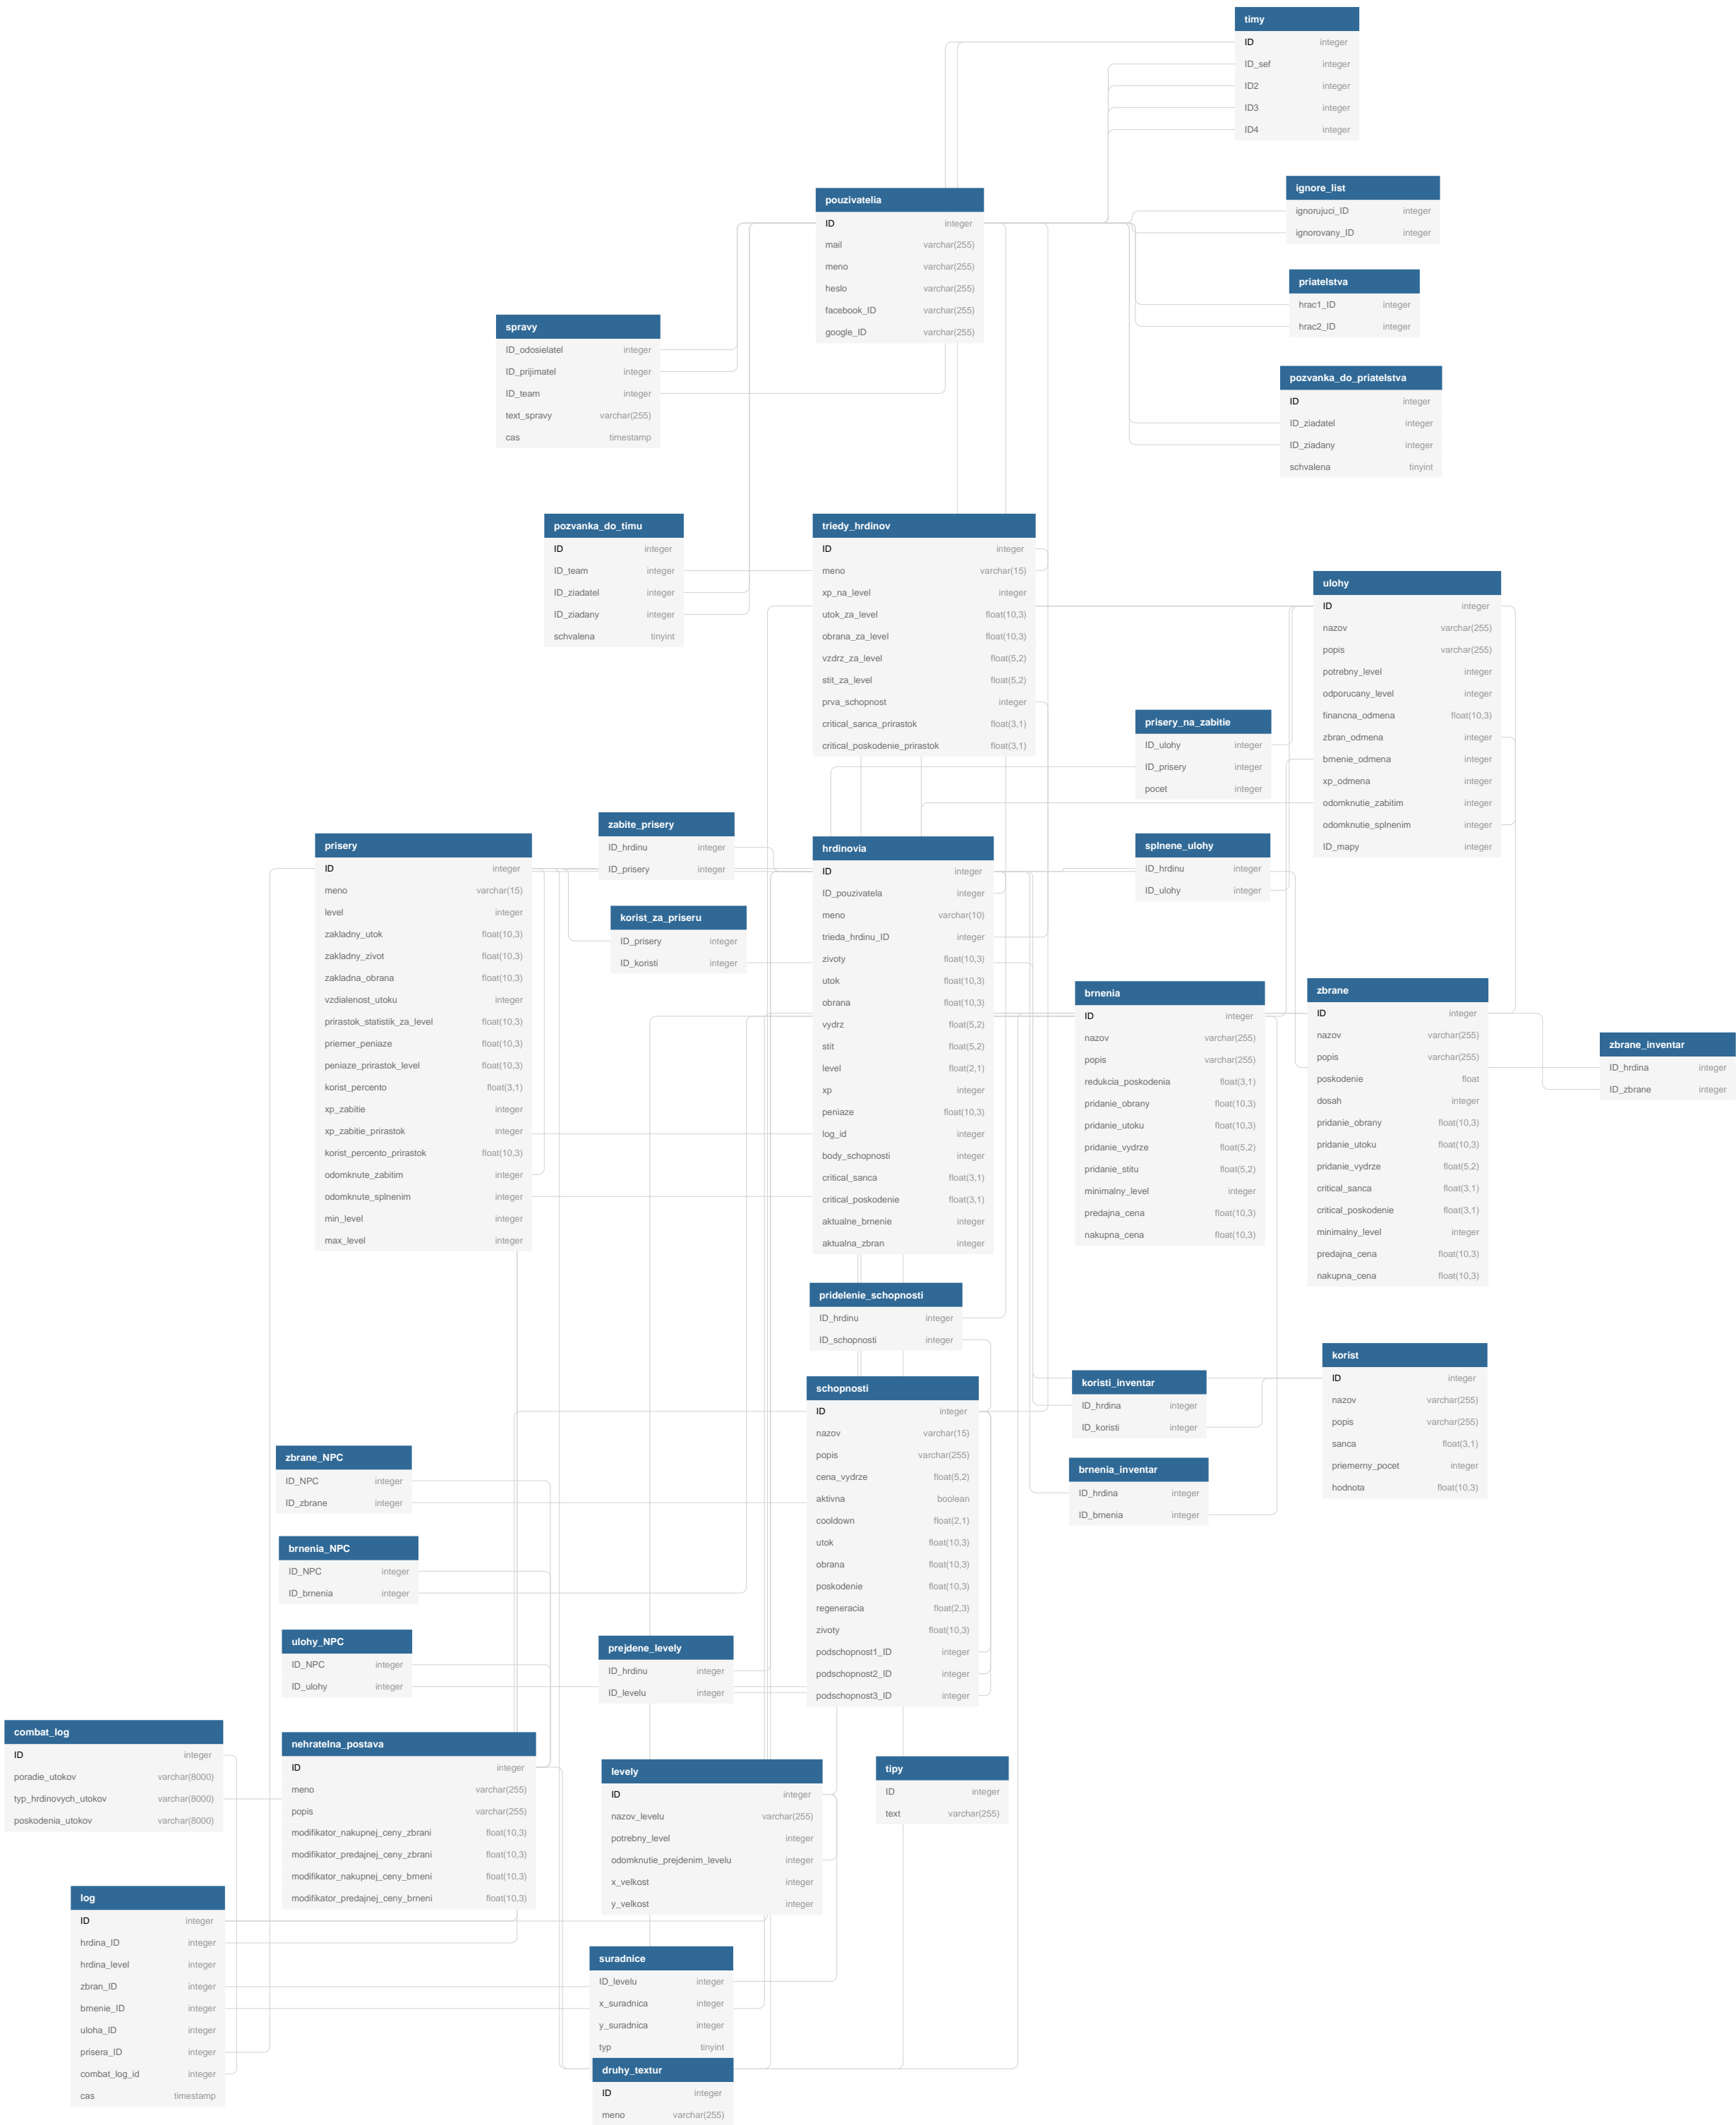 timy
ID integer
ID_sef integer
ID2 integer
ID3 integer
ID4 integer
ignore_list
ignorujuci_ID integer
ignorovany_ID integer
pouzivatelia
ID integer
mail varchar(255)
meno varchar(255)
heslo varchar(255)
facebook_ID varchar(255)
google_ID varchar(255)
priatelstva
hrac1_ID integer
hrac2_ID integer
spravy
ID_odosielatel integer
ID_prijimatel integer
ID_team integer
text_spravy varchar(255)
cas timestamp
pozvanka_do_priatelstva
ID integer
ID_ziadatel integer
ID_ziadany integer
schvalena tinyint
pozvanka_do_timu
ID integer
ID_team integer
ID_ziadatel integer
ID_ziadany integer
schvalena tinyint
triedy_hrdinov
ID integer
meno varchar(15)
xp_na_level integer
utok_za_level float(10,3)
obrana_za_level float(10,3)
vzdrz_za_level float(5,2)
stit_za_level float(5,2)
prva_schopnost integer
critical_sanca_prirastok float(3,1)
critical_poskodenie_prirastok float(3,1)
ulohy
ID integer
nazov varchar(255)
popis varchar(255)
potrebny_level integer
odporucany_level integer
financna_odmena float(10,3)
zbran_odmena integer
brnenie_odmena integer
xp_odmena integer
odomknutie_zabitim integer
odomknutie_splnenim integer
ID_mapy integer
prisery_na_zabitie
ID_ulohy integer
ID_prisery integer
pocet integer
zabite_prisery
ID_hrdinu integer
ID_prisery integer
prisery
ID integer
meno varchar(15)
level integer
zakladny_utok float(10,3)
zakladny_zivot float(10,3)
zakladna_obrana float(10,3)
vzdialenost_utoku integer
prirastok_statistik_za_level float(10,3)
priemer_peniaze float(10,3)
peniaze_prirastok_level float(10,3)
korist_percento float(3,1)
xp_zabitie integer
xp_zabitie_prirastok integer
korist_percento_prirastok float(10,3)
odomknute_zabitim integer
odomknute_splnenim integer
min_level integer
max_level integer
hrdinovia
ID integer
ID_pouzivatela integer
meno varchar(10)
trieda_hrdinu_ID integer
zivoty float(10,3)
utok float(10,3)
obrana float(10,3)
vydrz float(5,2)
stit float(5,2)
level float(2,1)
xp integer
peniaze float(10,3)
log_id integer
body_schopnosti integer
critical_sanca float(3,1)
critical_poskodenie float(3,1)
aktualne_brnenie integer
aktualna_zbran integer
splnene_ulohy
ID_hrdinu integer
ID_ulohy integer
korist_za_priseru
ID_prisery integer
ID_koristi integer
brnenia
ID integer
nazov varchar(255)
popis varchar(255)
redukcia_poskodenia float(3,1)
pridanie_obrany float(10,3)
pridanie_utoku float(10,3)
pridanie_vydrze float(5,2)
pridanie_stitu float(5,2)
minimalny_level integer
predajna_cena float(10,3)
nakupna_cena float(10,3)
zbrane
ID integer
nazov varchar(255)
popis varchar(255)
poskodenie float
dosah integer
pridanie_obrany float(10,3)
pridanie_utoku float(10,3)
pridanie_vydrze float(5,2)
critical_sanca float(3,1)
critical_poskodenie float(3,1)
minimalny_level integer
predajna_cena float(10,3)
nakupna_cena float(10,3)
zbrane_inventar
ID_hrdina integer
ID_zbrane integer
pridelenie_schopnosti
ID_hrdinu integer
ID_schopnosti integer
korist
ID integer
nazov varchar(255)
popis varchar(255)
sanca float(3,1)
priemerny_pocet integer
hodnota float(10,3)
koristi_inventar
ID_hrdina integer
ID_koristi integer
schopnosti
ID integer
nazov varchar(15)
popis varchar(255)
cena_vydrze float(5,2)
aktivna boolean
cooldown float(2,1)
utok float(10,3)
obrana float(10,3)
poskodenie float(10,3)
regeneracia float(2,3)
zivoty float(10,3)
podschopnost1_ID integer
podschopnost2_ID integer
podschopnost3_ID integer
brnenia_inventar
ID_hrdina integer
ID_brnenia integer
zbrane_NPC
ID_NPC integer
ID_zbrane integer
brnenia_NPC
ID_NPC integer
ID_brnenia integer
ulohy_NPC
ID_NPC integer
ID_ulohy integer
prejdene_levely
ID_hrdinu integer
ID_levelu integer
combat_log
ID integer
poradie_utokov varchar(8000)
typ_hrdinovych_utokov varchar(8000)
poskodenia_utokov varchar(8000)
nehratelna_postava
ID integer
meno varchar(255)
popis varchar(255)
modifikator_nakupnej_ceny_zbrani float(10,3)
modifikator_predajnej_ceny_zbrani float(10,3)
modifikator_nakupnej_ceny_brneni float(10,3)
modifikator_predajnej_ceny_brneni float(10,3)
levely
ID integer
nazov_levelu varchar(255)
potrebny_level integer
odomknutie_prejdenim_levelu integer
x_velkost integer
y_velkost integer
tipy
ID integer
text varchar(255)
log
ID integer
hrdina_ID integer
hrdina_level integer
zbran_ID integer
brnenie_ID integer
uloha_ID integer
prisera_ID integer
combat_log_id integer
cas timestamp
suradnice
ID_levelu integer
x_suradnica integer
y_suradnica integer
typ tinyint
druhy_textur
ID integer
meno varchar(255)